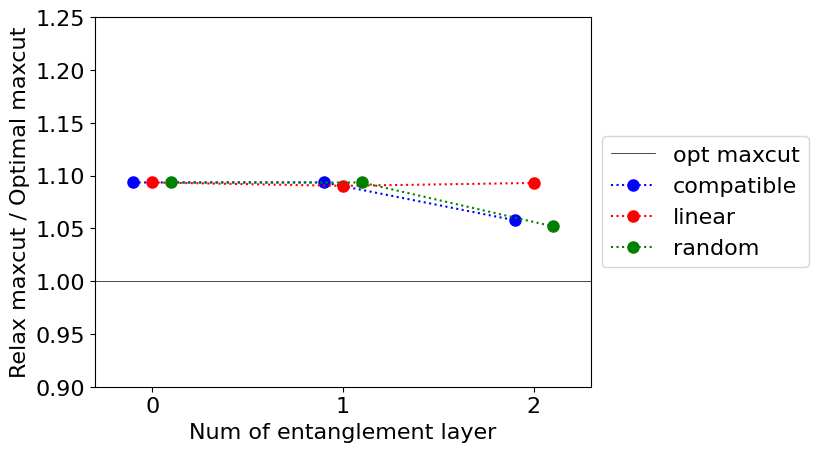 Relax maxcut / Optimal maxcut
1.25
1.20
1.15
1.10
1.05
1.00
0.95
0.90
0
1
2
Num of entanglement layer
opt maxcut
compatible
linear
random